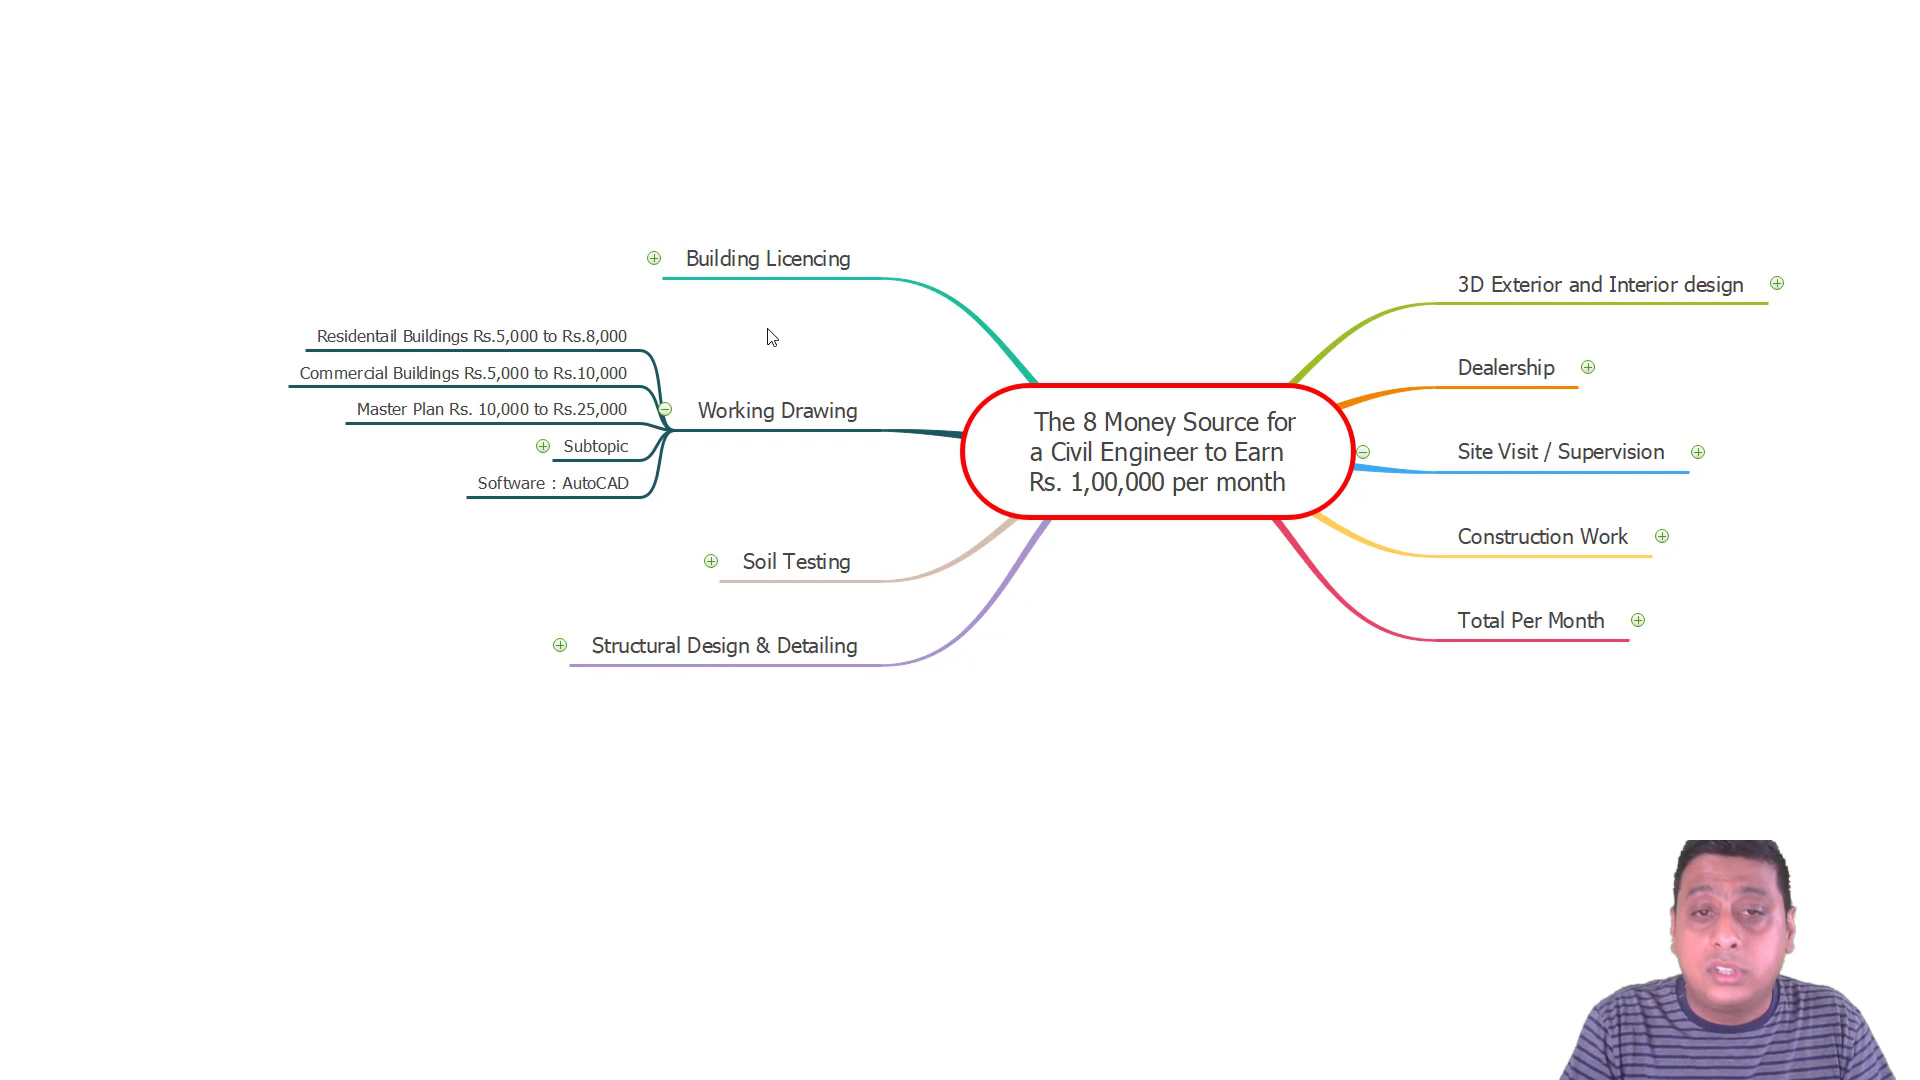 Building Licencing
Residentail Buildings Rs.5,000 to Rs.8,000
Commercial Buildings Rs.5,000 to Rs.10,000
Master Plan Rs. 10,000 to Rs.25,000
Subtopic
Software : AutoCAD
Working Drawing
Soil Testing
Structural Design & Detailing
The 8 Money Source for
a Civil Engineer to Earn
Rs. 1,00,000 per month
3D Exterior and Interior design
Dealership
Site Visit / Supervision
Construction Work
Total Per Month